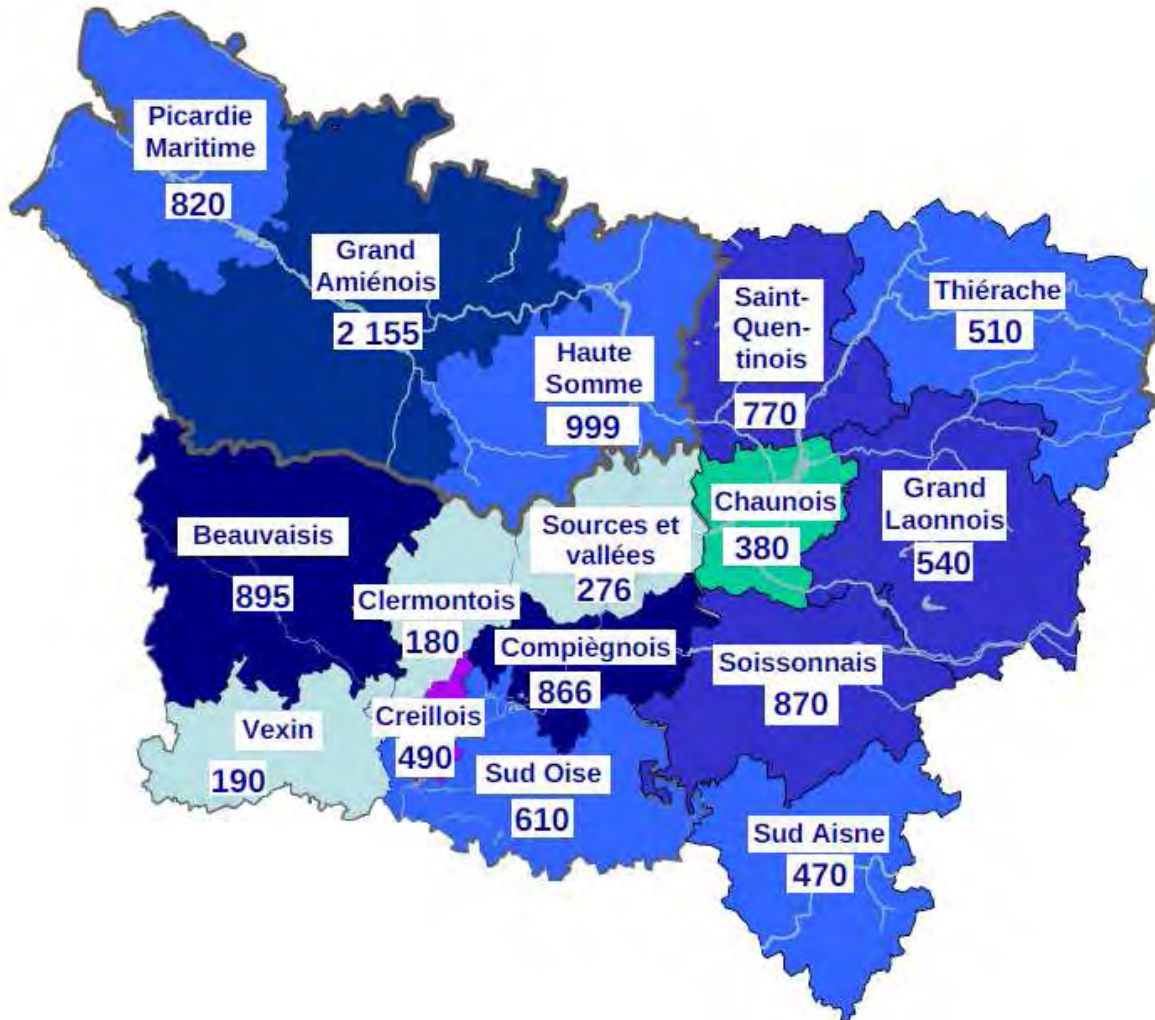 Picardie
Maritime
820
Grand
Amiénois
2 155
Haute
Somme
999
Saint-
Quen-
tinois
770
Thiérache
510
Beauvaisis
895
Clermontois
180
Sources et
vallées
276
Chaunois
380
Grand
Laonnois
540
Compiègnois
866
Soissonnais
870
Vexin
190
Creillois
490
Sud Oise
610
Sud Aisne
470